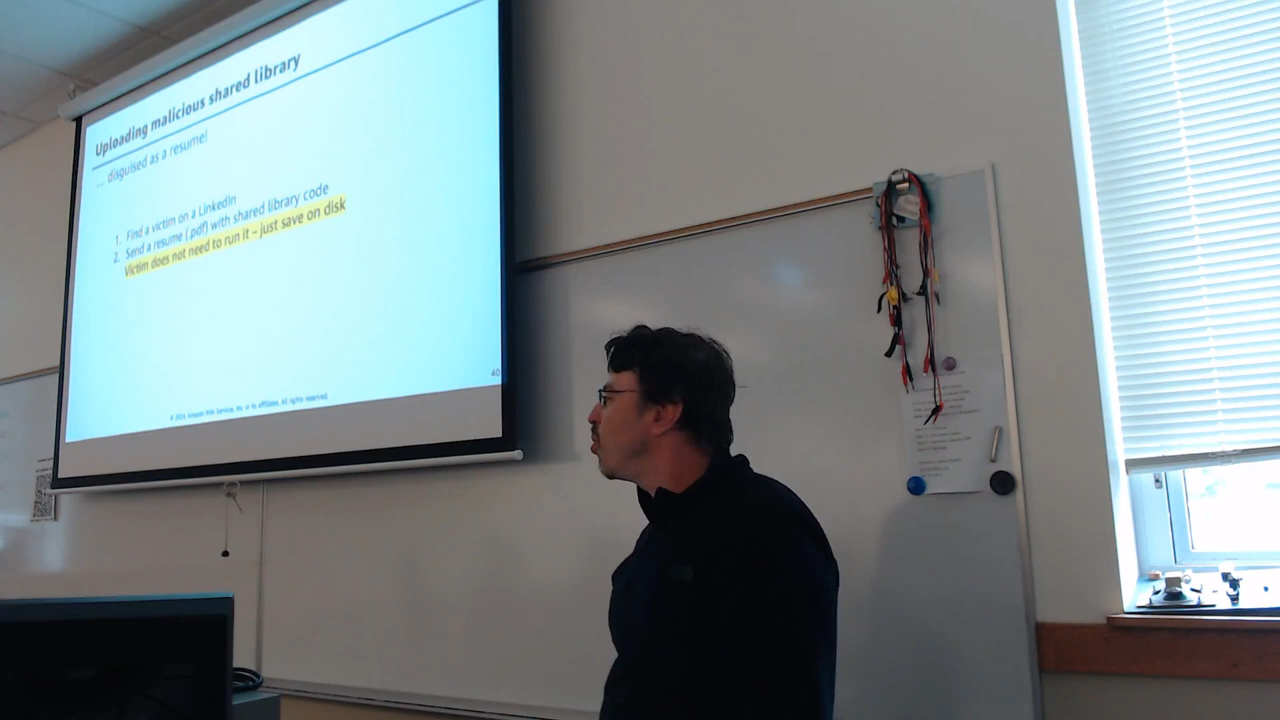 Uploading malicious shared library
... disguised as a resume!
1. Find a victim on a LinkedIn
2. Send a resume (.pdf) with shared library code
Victim does not need to run it – just save on disk
40
© 2024, Amazon Web Services, Inc. or its affiliates. All rights reserved.